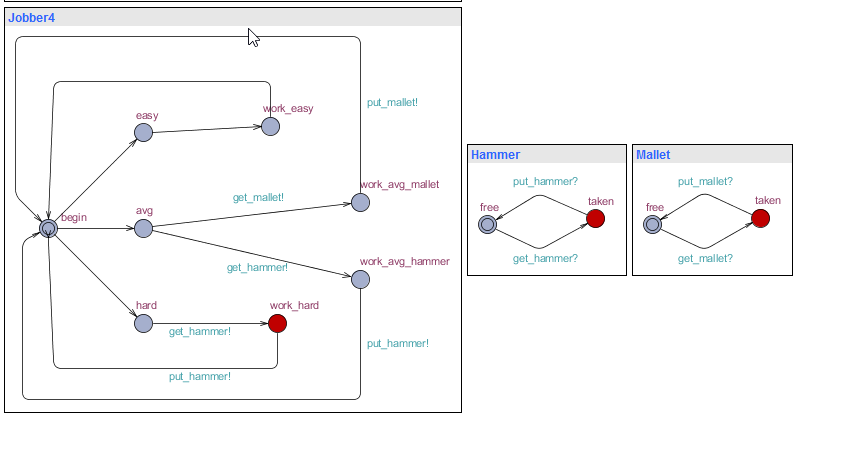 Jobber4
put_mallet!
work_easy
easy
work_avg_mallet
get_mallet!
avg
begin
get_hammer!
work_avg_hammer
hard
work_hard
get_hammer!
put_hammer!
put_hammer!
Hammer
put_hammer?
free
taken
get_hammer?
Mallet
put_mallet?
free
taken
get_mallet?